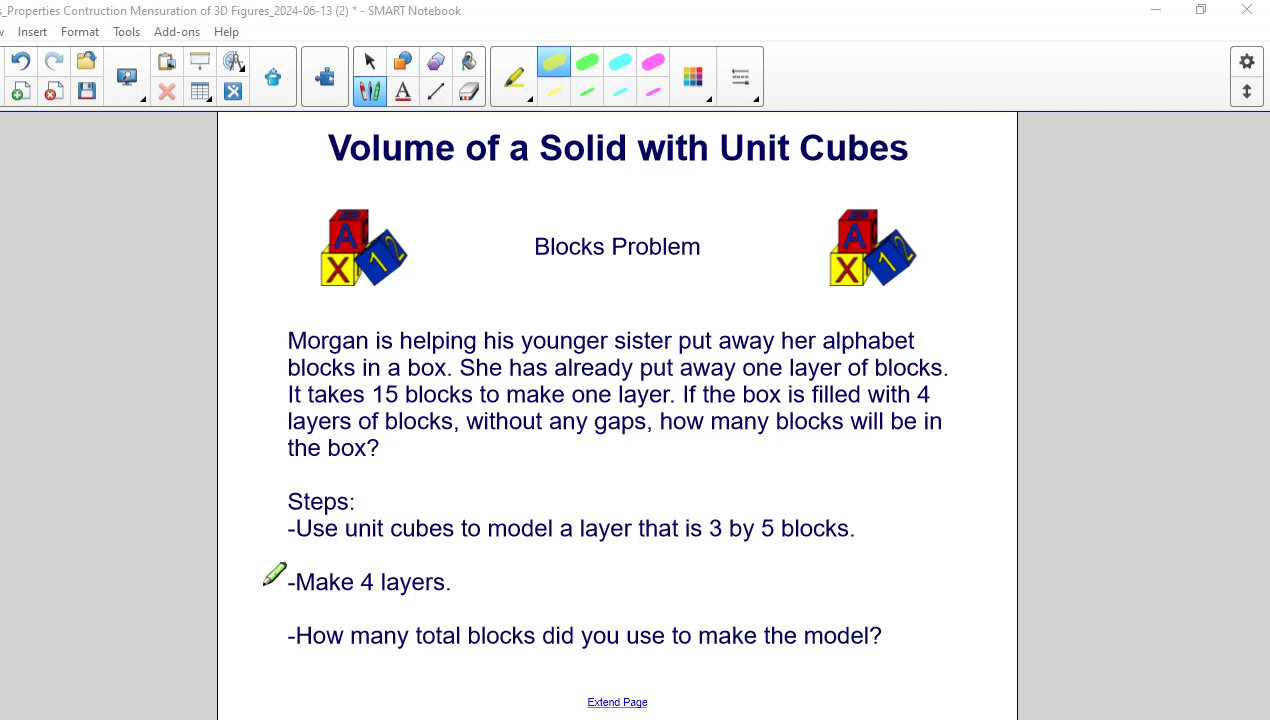 s_Properties Contruction Mensuration of 3D Figures_2024-06-13 (2) * - SMART Notebook
w Insert Format Tools Add-ons Help
Volume of a Solid with Unit Cubes
A
X
1 2
Blocks Problem
A
X
1 2
Morgan is helping his younger sister put away her alphabet
blocks in a box. She has already put away one layer of blocks.
It takes 15 blocks to make one layer. If the box is filled with 4
layers of blocks, without any gaps, how many blocks will be in
the box?
Steps:
-Use unit cubes to model a layer that is 3 by 5 blocks.
-Make 4 layers.
-How many total blocks did you use to make the model?
Extend Page